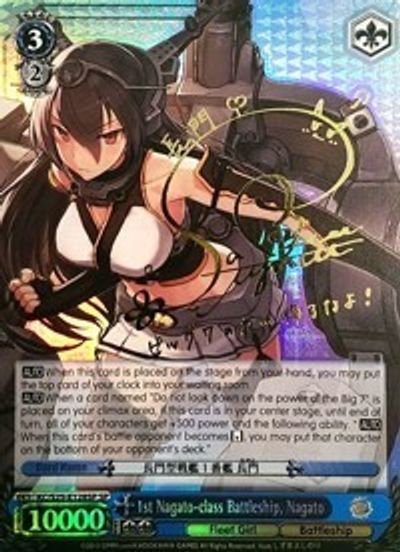 3
2
AUTO When this card is placed on the stage from your hand, you may put
the top card of your clock into your waiting room.
AUTO When a card named "Do not look down on the power of the Big 7" is
placed on your climax area, if this card is in your center stage, until end of
turn, all of your characters get +500 power and the following ability. " AUTO
When this card's battle opponent becomes , you may put that character
on the bottom of your opponent's deck."
Card Name 長門型戦艦1番艦 長門
10000
1st Nagato-class Battleship, Nagato
Fleet Girl Battleship